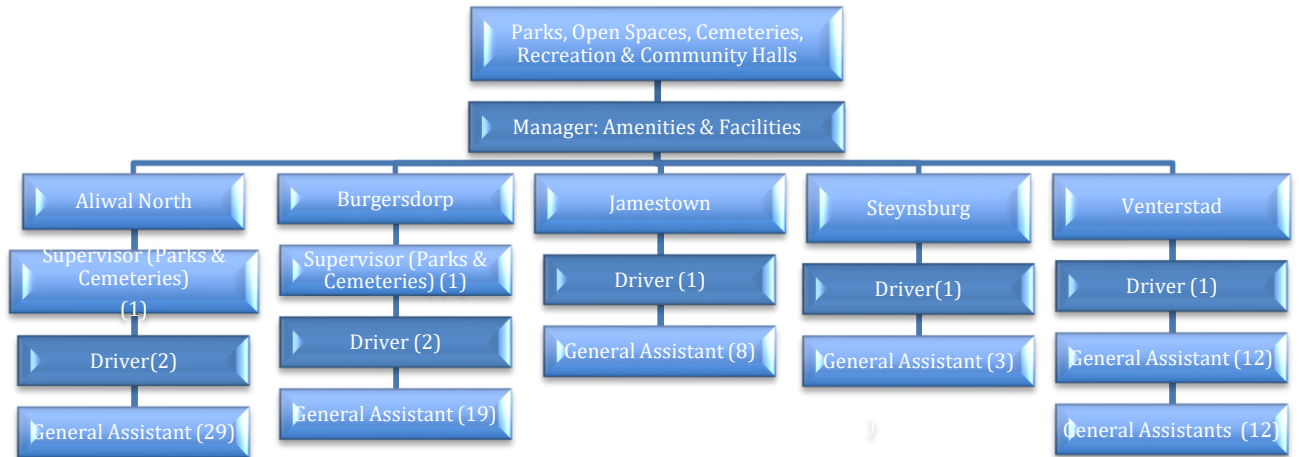 Parks, Open Spaces, Cemeteries,
Recreation & Community Halls
Manager: Amenities & Facilities
Aliwal North
Supervisor (Parks &
Cemeteries)
(1)
Driver(2)
General Assistant (29)
Burgersdorp
Supervisor (Parks &
Cemeteries) (1)
Driver (2)
General Assistant (19)
Jamestown
Driver (1)
General Assistant (8)
Steynsburg
Driver(1)
General Assistant (3)
)
Venterstad
Driver (1)
General Assistant (12)
General Assistants (12)